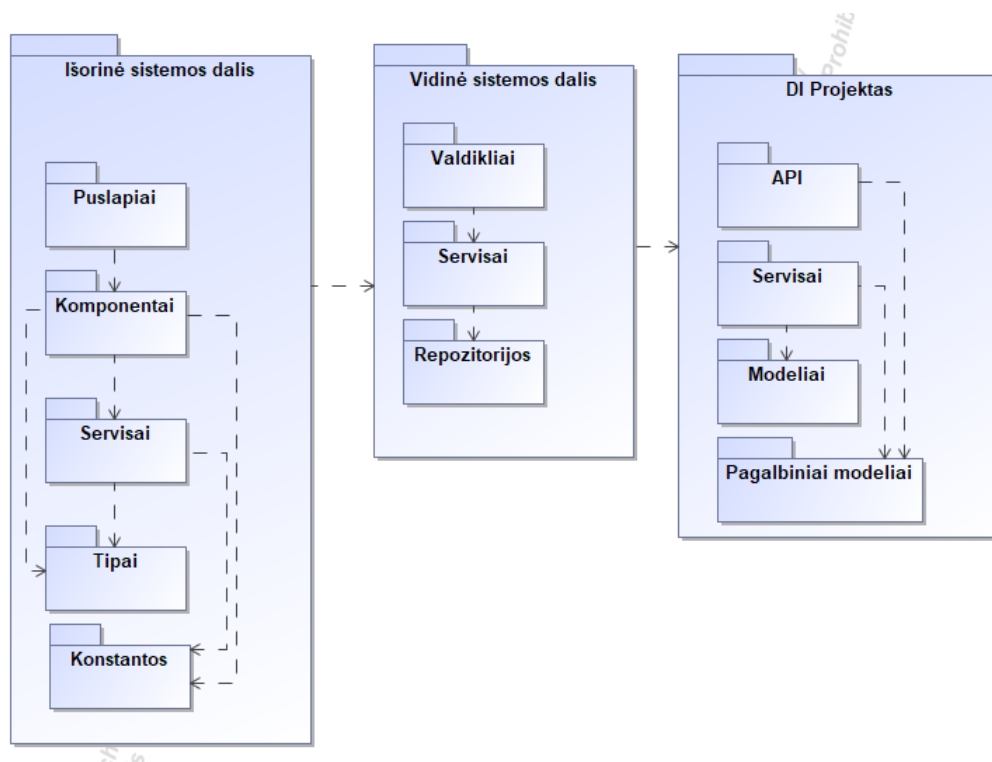 Išorinė sistemos dalis
Puslapiai
Komponentai
Servisai
Tipai
Konstantos
Vidinė sistemos dalis
Valdikliai
Servisai
Repozitorijos
DI Projektas
API
Servisai
Modeliai
Pagalbiniai modeliai
Prohib